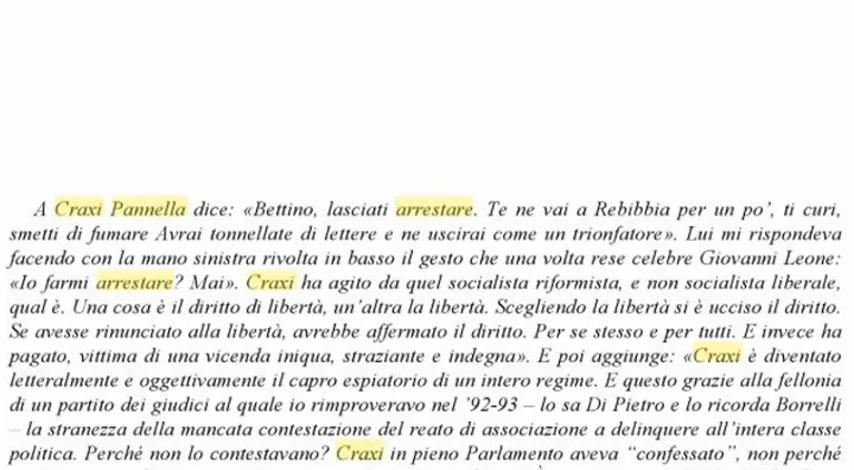 A Craxi Pannella dice: «Bettino, lasciati arrestare. Te ne vai a Rebibbia per un po’, ti curi,
smetti di fumare Avrai tonnellate di lettere e ne uscirai come un trionfatore». Lui mi rispondeva
facendo con la mano sinistra rivolta in basso il gesto che una volta rese celebre Giovanni Leone:
«Io farmi arrestare? Mai». Craxi ha agito da quel socialista riformista, e non socialista liberale,
qual è. Una cosa è il diritto di libertà, un’altra la libertà. Scegliendo la libertà si è ucciso il diritto.
Se avesse rinunciato alla libertà, avrebbe affermato il diritto. Per se stesso e per tutti. E invece ha
pagato, vittima di una vicenda iniqua, straziante e indegna». E poi aggiunge: «Craxi è diventato
letteralmente e oggettivamente il capro espiatorio di un intero regime. E questo grazie alla fellonia
di un partito dei giudici al quale io rimproveravo nel ’92-93 – lo sa Di Pietro e lo ricorda Borrelli
– la stranezza della mancata contestazione del reato di associazione a delinquere all’intera classe
politica. Perché non lo contestavano? Craxi in pieno Parlamento aveva “confessato”, non perché